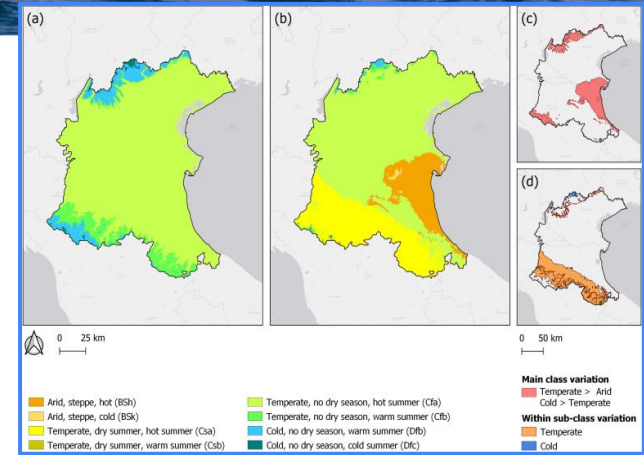 (a)
(b)
(c)
(d)
0 25 km
0 50 km
Arid, steppe, hot (BSh)
Arid, steppe, cold (BSk)
Temperate, dry summer, hot summer (Csa)
Temperate, dry summer, warm summer (Csb)
Temperate, no dry season, hot summer (Cfa)
Temperate, no dry season, warm summer (Cfb)
Cold, no dry season, warm summer (Dfb)
Cold, no dry season, cold summer (Dfc)
Main class variation
Temperate > Arid
Cold > Temperate
Within sub-class variation
Temperate
Cold